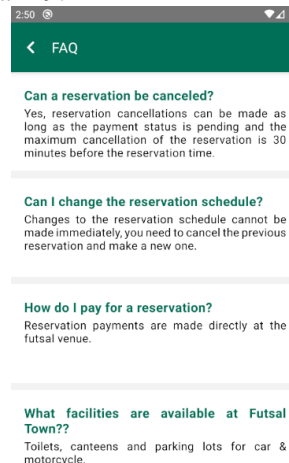 2:50
FAQ
Can a reservation be canceled?
Yes, reservation cancellations can be made as
long as the payment status is pending and the
maximum cancellation of the reservation is 30
minutes before the reservation time.
Can I change the reservation schedule?
Changes to the reservation schedule cannot be
made immediately, you need to cancel the previous
reservation and make a new one.
How do I pay for a reservation?
Reservation payments are made directly at the
futsal venue.
What facilities are available at Futsal
Town??
Toilets, canteens and parking lots for car &
motorcycle.